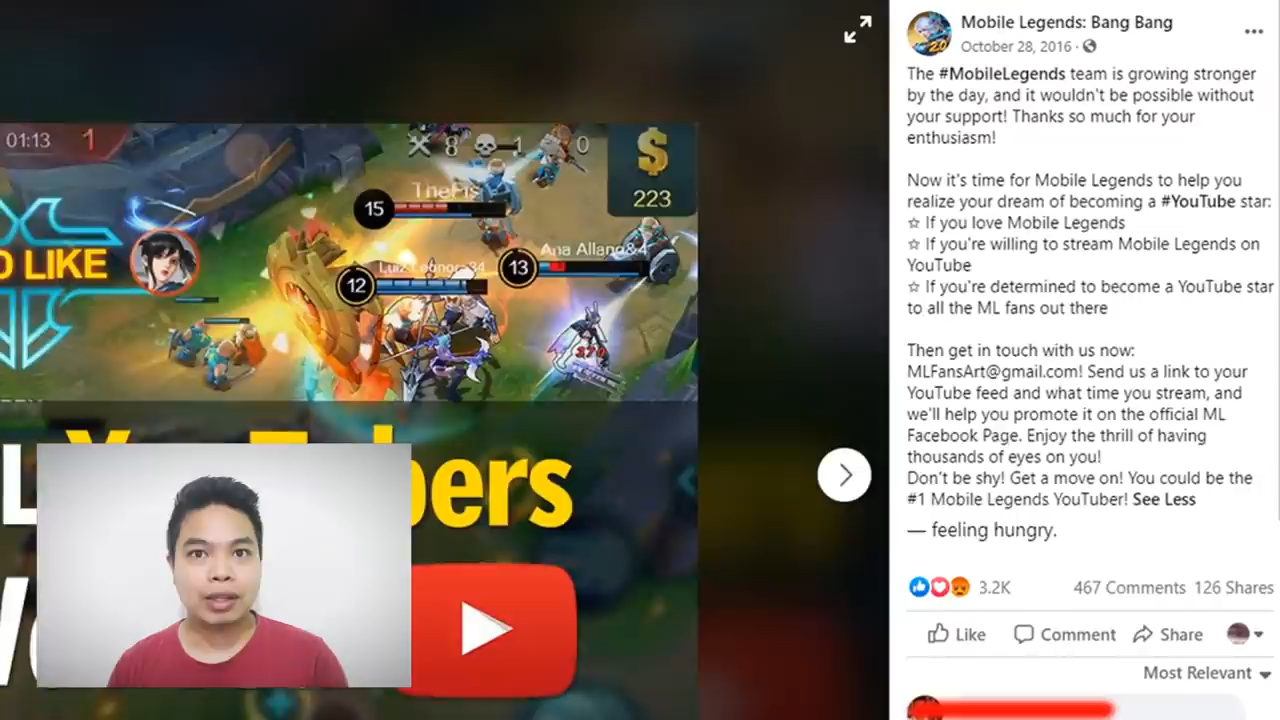 01:13 1
8 1 0
223
TheFis
15
Ana Allano84
13
12
O LIKE
bers
Mobile Legends: Bang Bang
October 28, 2016
The #MobileLegends team is growing stronger
by the day, and it wouldn't be possible without
your support! Thanks so much for your
enthusiasm!
Now it's time for Mobile Legends to help you
realize your dream of becoming a #YouTube star:
☆ If you love Mobile Legends
☆ If you're willing to stream Mobile Legends on
YouTube
☆ If you're determined to become a YouTube star
to all the ML fans out there
Then get in touch with us now:
MLFansArt@gmail.com! Send us a link to your
YouTube feed and what time you stream, and
we'll help you promote it on the official ML
Facebook Page. Enjoy the thrill of having
thousands of eyes on you!
Don't be shy! Get a move on! You could be the
#1 Mobile Legends YouTuber! See Less
— feeling hungry.
3.2K 467 Comments 126 Shares
Like Comment Share
Most Relevant